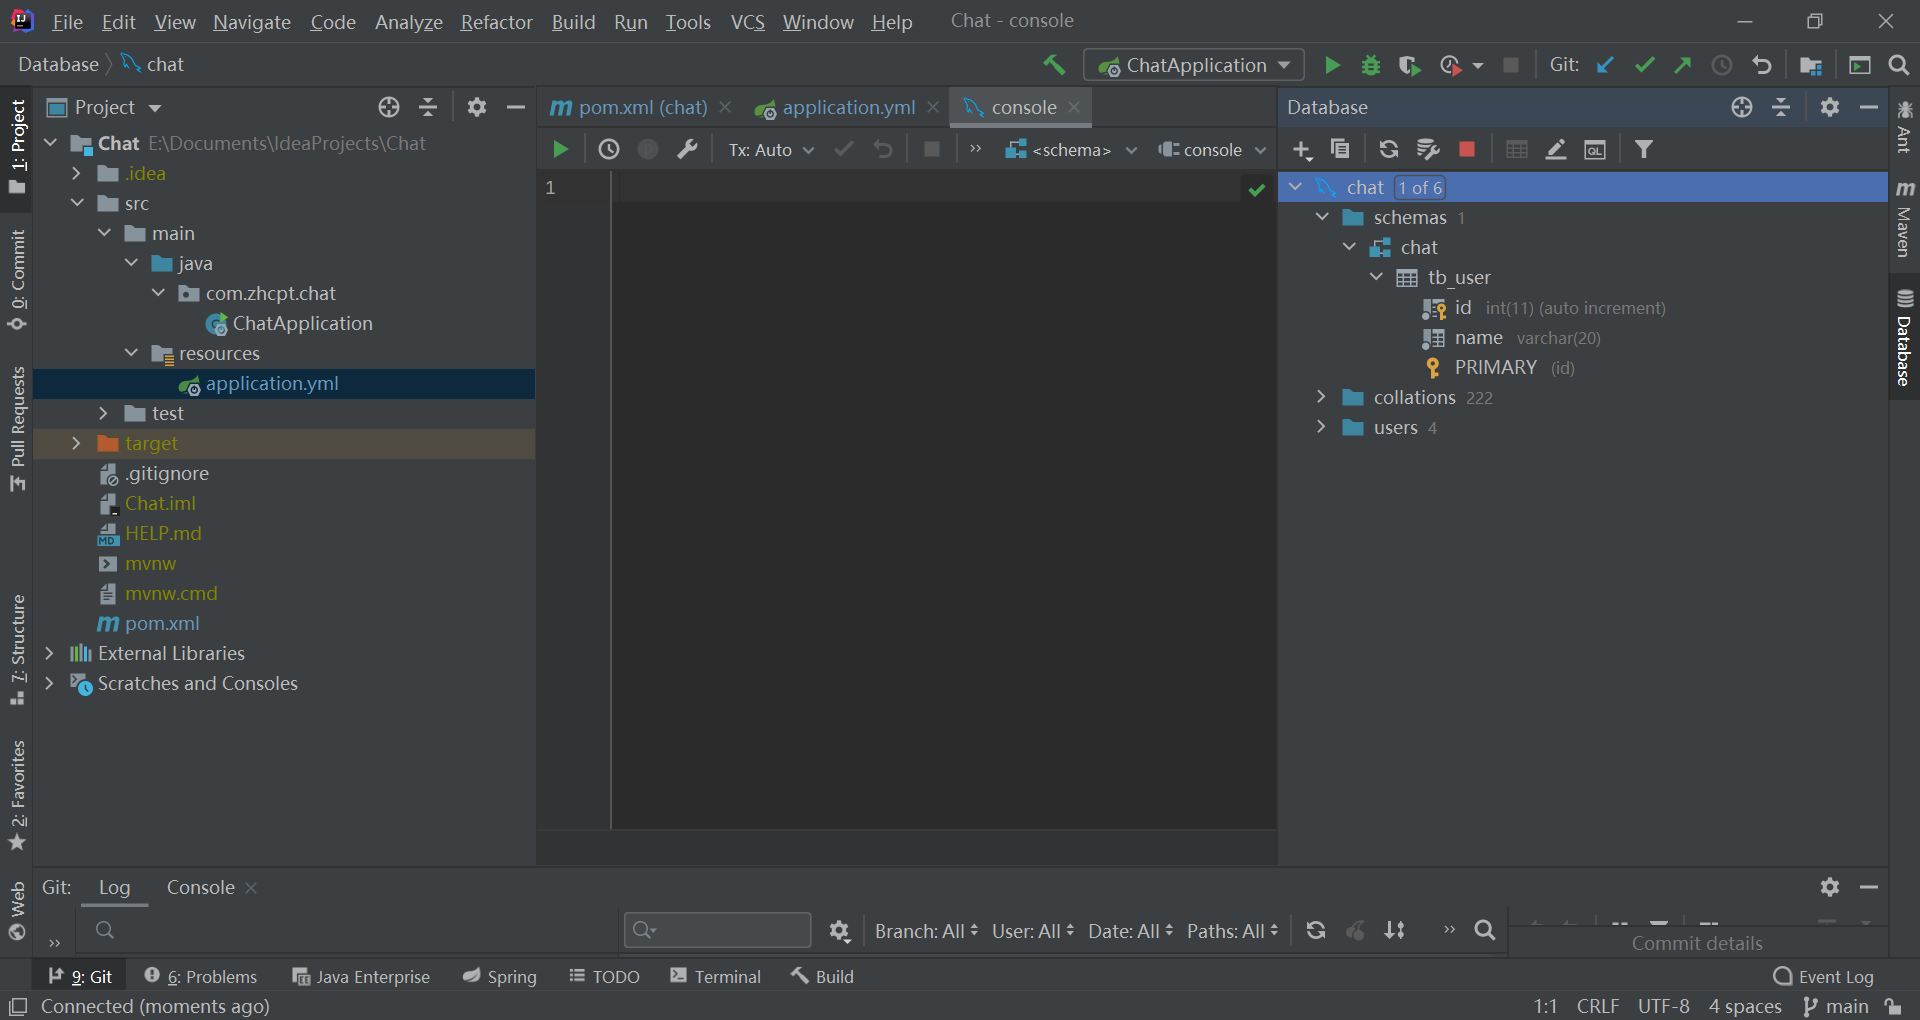 File Edit View Navigate Code Analyze Refactor Build Run Tools VCS Window Help Chat - console
Database chat ChatApplication Git:
Project
pom.xml (chat) application.yml console
Database
1: Project
0: Commit
Pull Requests
7: Structure
2: Favorites
Web
Chat E:\Documents\IdeaProjects\Chat
.idea
src
main
java
com.zhcpt.chat
ChatApplication
resources
application.yml
test
target
.gitignore
Chat.iml
HELP.md
mvnw
mvnw.cmd
pom.xml
External Libraries
Scratches and Consoles
Tx: Auto <schema> console
1
QL
chat 1 of 6
schemas 1
chat
tb_user
id int(11) (auto increment)
name varchar(20)
PRIMARY (id)
collations 222
users 4
Ant
Maven
Database
Git: Log Console
Branch: All User: All Date: All Paths: All
Commit details
9: Git 6: Problems Java Enterprise Spring TODO Terminal Build Event Log
Connected (moments ago) 1:1 CRLF UTF-8 4 spaces main